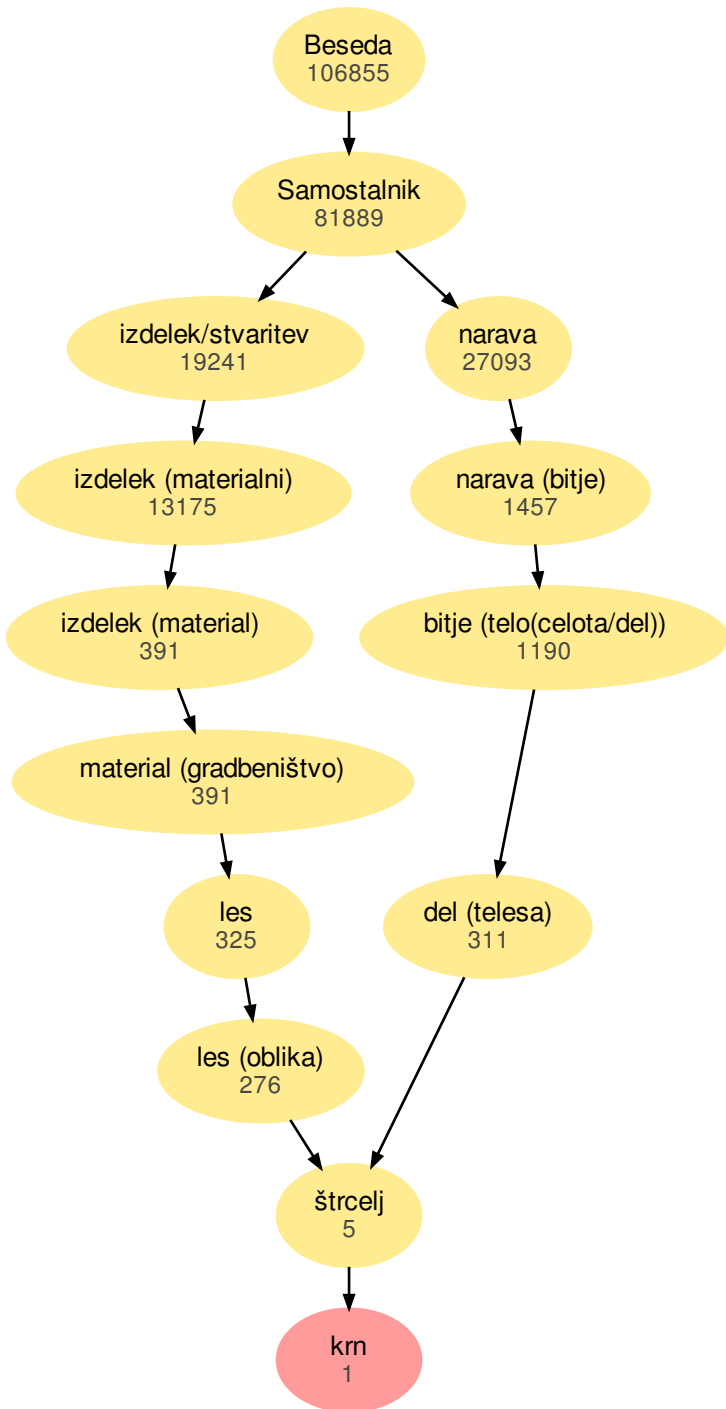 Beseda
106855
Samostalnik
81889
izdelek/stvaritev
19241
narava
27093
izdelek (materialni)
13175
narava (bitje)
1457
izdelek (material)
391
bitje (telo(celota/del))
1190
material (gradbeništvo)
391
les
325
del (telesa)
311
les (oblika)
276
štrcelj
5
krn
1